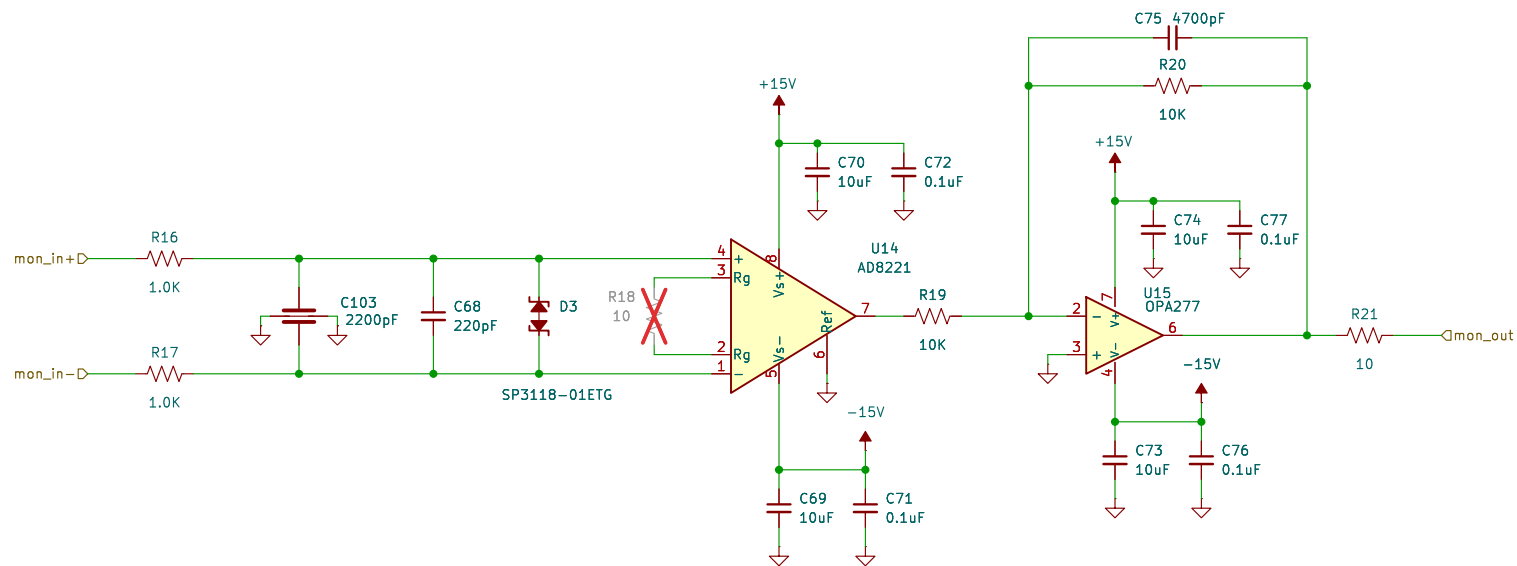 C75 4700pF
R20
10K
+15V
C70
10uF
C72
0.1uF
+15V
C74
10uF
C77
0.1uF
mon_in+
R16
1.0K
C103
2200pF
C68
220pF
D3
SP3118-01ETG
mon_in-
R17
1.0K
R18
10
U14
AD8221
4
+
3
Rg
2
Rg
1
-
8
Vs+
Vs-
5
Ref
6
7
R19
10K
U15
OPA277
2
-
3
+
7
V+
V-
4
6
R21
10
mon_out
-15V
C69
10uF
C71
0.1uF
-15V
C73
10uF
C76
0.1uF